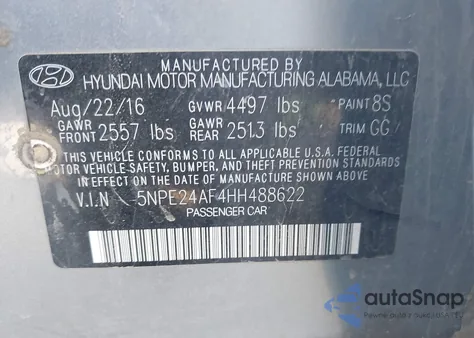 MANUFACTURED BY
HYUNDAI MOTOR MANUFACTURING ALABAMA, LLC
Aug/22/16 GVWR 4497 lbs PAINT 8S
GAWR FRONT 2557 lbs GAWR REAR 2513 lbs TRIM GG
THIS VEHICLE CONFORMS TO ALL APPLICABLE U.S.A. FEDERAL
MOTOR VEHICLE SAFETY, BUMPER, AND THEFT PREVENTION STANDARDS
IN EFFECT ON THE DATE OF MANUFACTURE SHOWN ABOVE.
V.I.N 5NPE24AF4HH488622
PASSENGER CAR
autoSnap
Pewne auto z